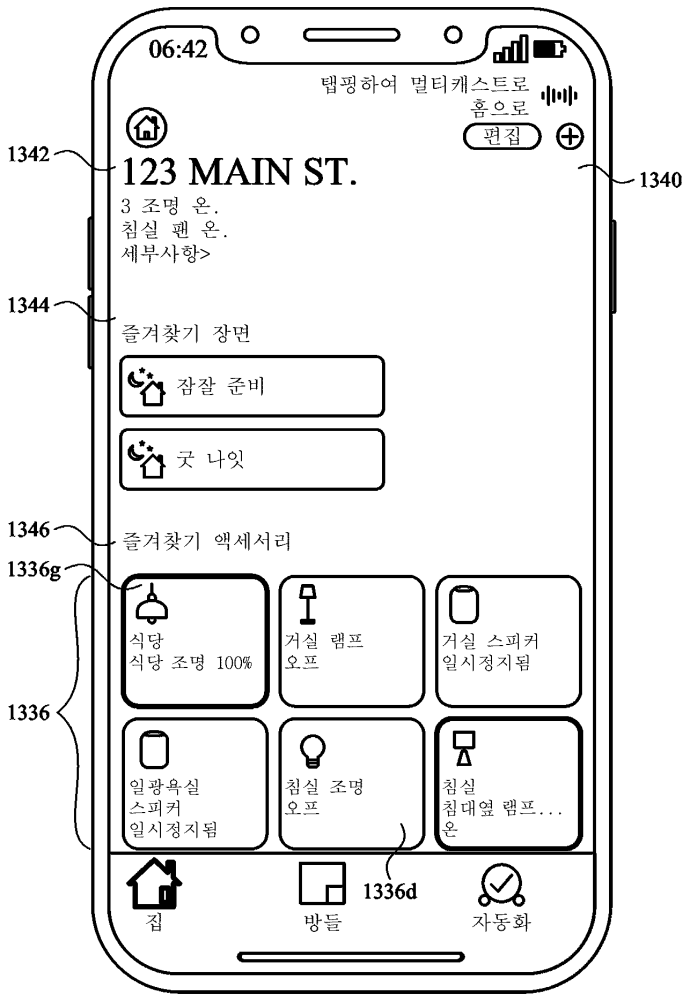 06:42
탭핑하여 멀티캐스트로
홈으로
편집
1342
123 MAIN ST.
1340
3 조명 온.
침실 팬 온.
세부사항>
1344
즐겨찾기 장면
잠잘 준비
굿 나잇
1346
즐겨찾기 액세서리
1336g
식당
식당 조명 100%
거실 램프
오프
거실 스피커
일시정지됨
1336
일광욕실
스피커
일시정지됨
침실 조명
오프
침실
침대옆 램프...
온
1336d
집
방들
자동화